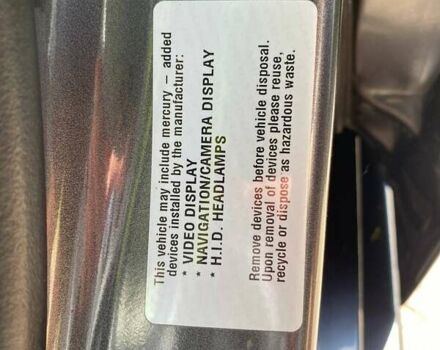 This vehicle may include mercury – added
devices installed by the manufacturer:
* VIDEO DISPLAY
* NAVIGATION/CAMERA DISPLAY
* H.I.D. HEADLAMPS
Remove devices before vehicle disposal.
Upon removal of devices please reuse,
recycle or dispose as hazardous waste.